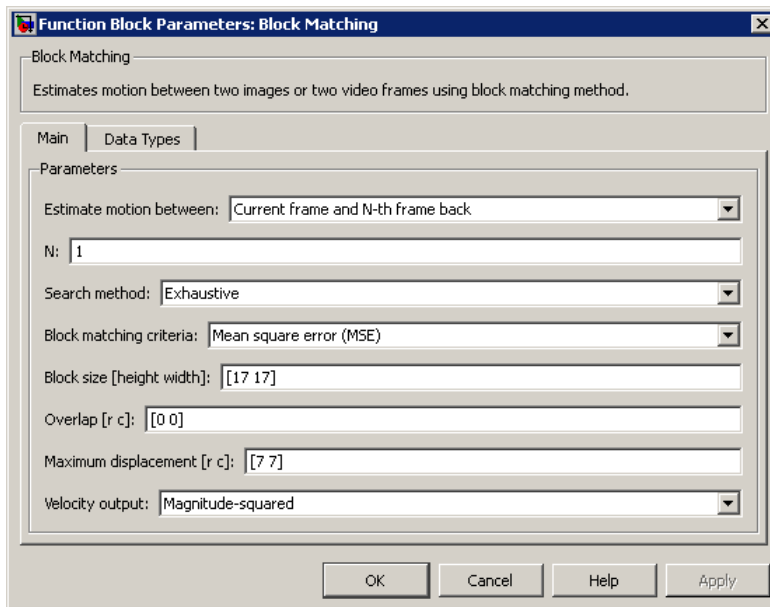 Function Block Parameters: Block Matching
Block Matching
Estimates motion between two images or two video frames using block matching method.
Main Data Types
Parameters
Estimate motion between: Current frame and N-th frame back
N: 1
Search method: Exhaustive
Block matching criteria: Mean square error (MSE)
Block size [height width]: [17 17]
Overlap [r c]: [0 0]
Maximum displacement [r c]: [7 7]
Velocity output: Magnitude-squared
OK Cancel Help Apply